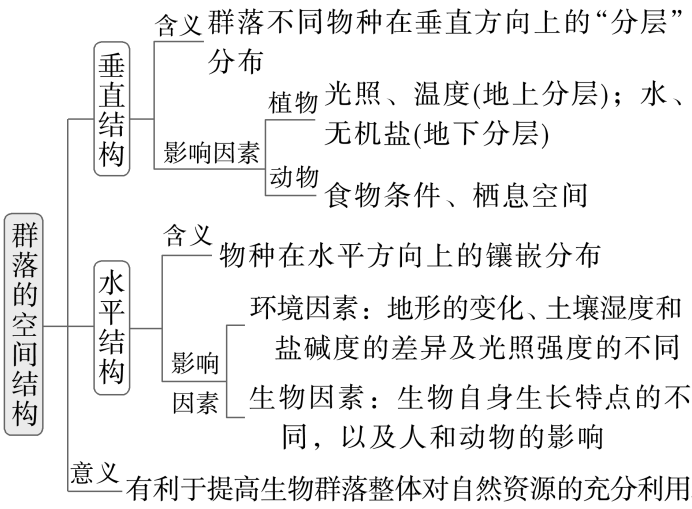 群落的空间结构
垂直结构
含义
群落不同物种在垂直方向上的“分层”
分布
影响因素
植物
光照、温度(地上分层)；水、
无机盐(地下分层)
动物
食物条件、栖息空间
水平结构
含义
物种在水平方向上的镶嵌分布
影响
因素
环境因素：地形的变化、土壤湿度和
盐碱度的差异及光照强度的不同
生物因素：生物自身生长特点的不
同，以及人和动物的影响
意义
有利于提高生物群落整体对自然资源的充分利用